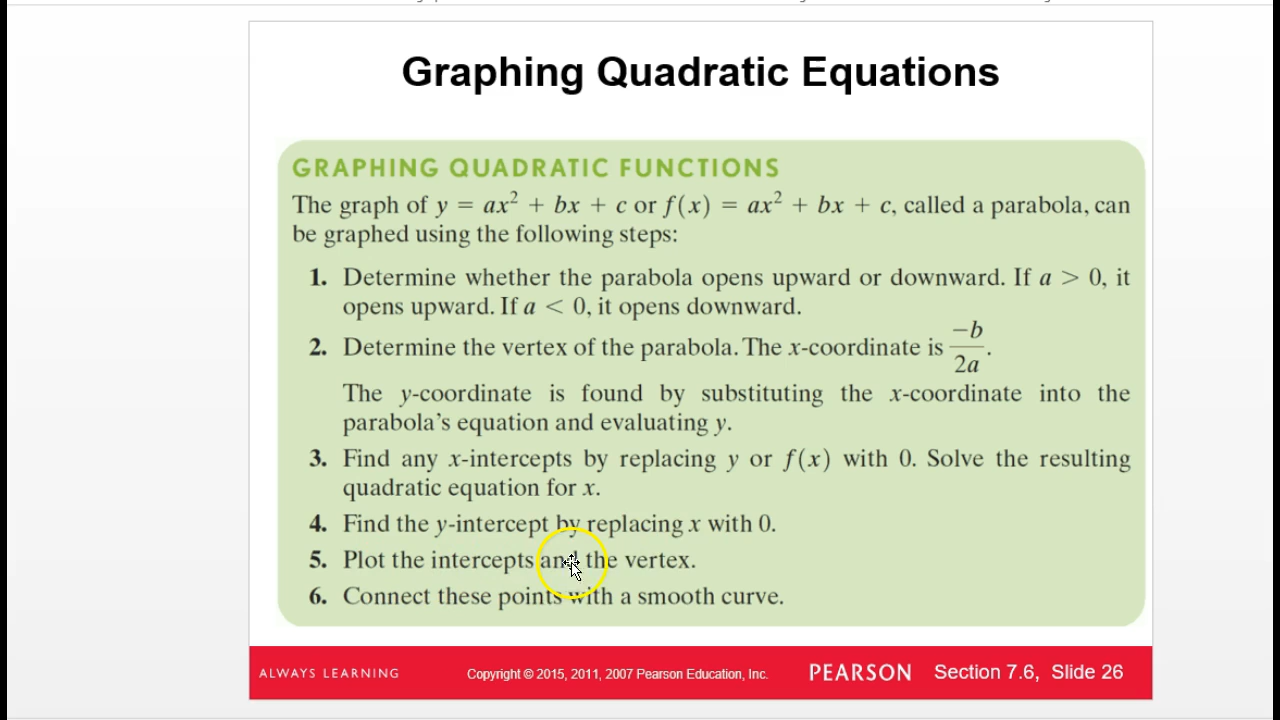 Graphing Quadratic Equations
GRAPHING QUADRATIC FUNCTIONS
The graph of y = ax² + bx + c or f(x) = ax² + bx + c, called a parabola, can
be graphed using the following steps:
1. Determine whether the parabola opens upward or downward. If a > 0, it
opens upward. If a < 0, it opens downward.
2. Determine the vertex of the parabola. The x-coordinate is −b/2a.
The y-coordinate is found by substituting the x-coordinate into the
parabola's equation and evaluating y.
3. Find any x-intercepts by replacing y or f(x) with 0. Solve the resulting
quadratic equation for x.
4. Find the y-intercept by replacing x with 0.
5. Plot the intercepts and the vertex.
6. Connect these points with a smooth curve.
ALWAYS LEARNING Copyright © 2015, 2011, 2007 Pearson Education, Inc. PEARSON Section 7.6, Slide 26